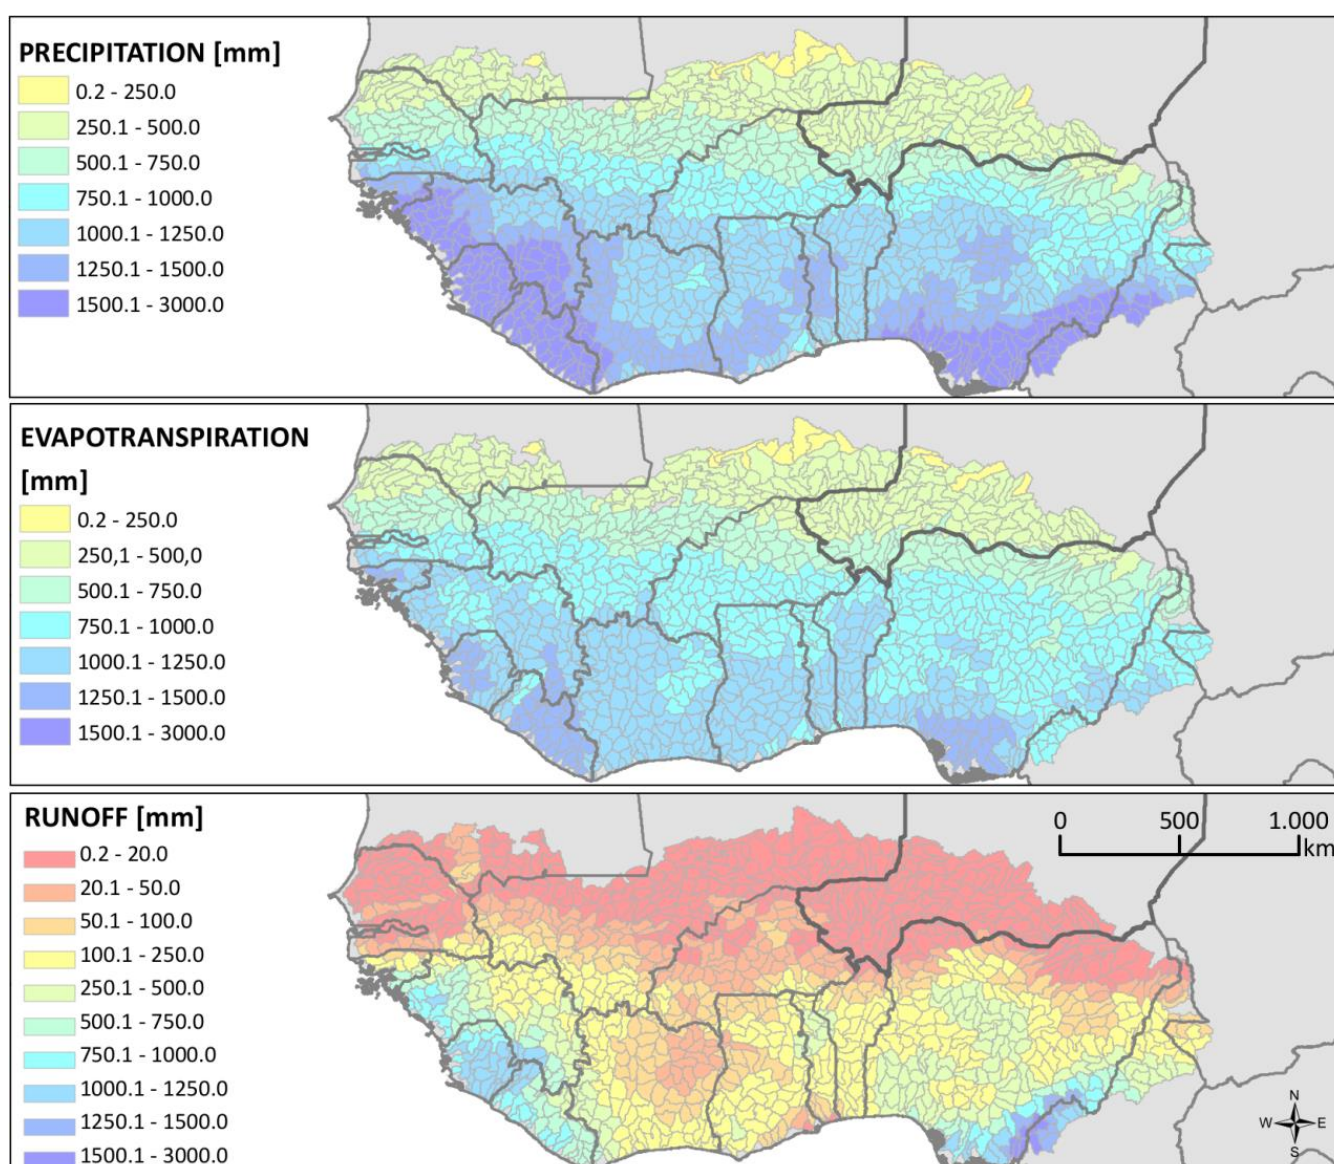 PRECIPITATION [mm]
0.2 - 250.0
250.1 - 500.0
500.1 - 750.0
750.1 - 1000.0
1000.1 - 1250.0
1250.1 - 1500.0
1500.1 - 3000.0
EVAPOTRANSPIRATION
[mm]
0.2 - 250.0
250,1 - 500,0
500.1 - 750.0
750.1 - 1000.0
1000.1 - 1250.0
1250.1 - 1500.0
1500.1 - 3000.0
RUNOFF [mm]
0.2 - 20.0
20.1 - 50.0
50.1 - 100.0
100.1 - 250.0
250.1 - 500.0
500.1 - 750.0
750.1 - 1000.0
1000.1 - 1250.0
1250.1 - 1500.0
1500.1 - 3000.0
0 500 1.000
km
N
W E
S